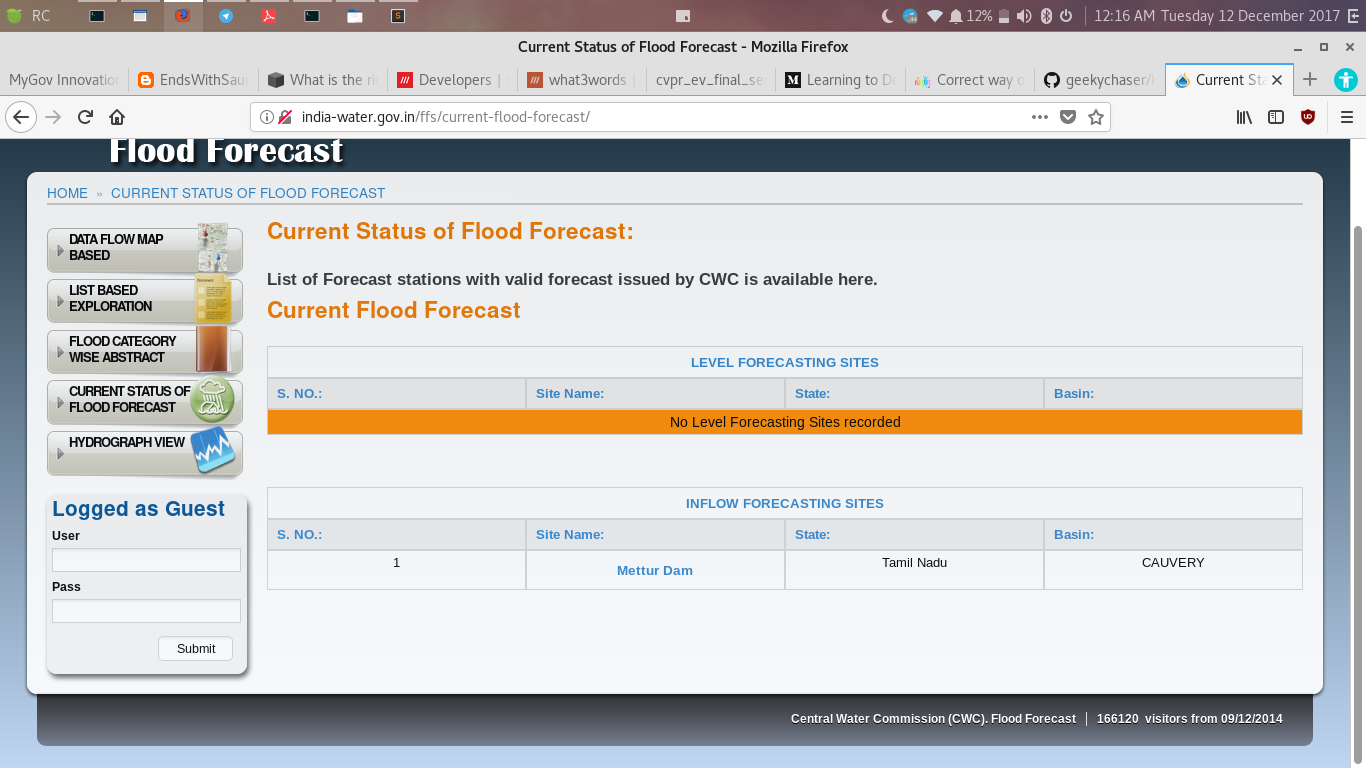 RC
12%
12:16 AM Tuesday 12 December 2017
Current Status of Flood Forecast - Mozilla Firefox
MyGov Innovation
EndsWithSau
What is the ri
Developers |
what3words |
cvpr_ev_final_se
Learning to De
Correct way o
geekychaser/
Current Sta
india-water.gov.in/ffs/current-flood-forecast/
Flood Forecast
HOME » CURRENT STATUS OF FLOOD FORECAST
DATA FLOW MAP
BASED
LIST BASED
EXPLORATION
FLOOD CATEGORY
WISE ABSTRACT
CURRENT STATUS OF
FLOOD FORECAST
HYDROGRAPH VIEW
Logged as Guest
User
Pass
Submit
Current Status of Flood Forecast:
List of Forecast stations with valid forecast issued by CWC is available here.
Current Flood Forecast
LEVEL FORECASTING SITES
S. NO.: Site Name: State: Basin:
No Level Forecasting Sites recorded
INFLOW FORECASTING SITES
S. NO.: Site Name: State: Basin:
1 Mettur Dam Tamil Nadu CAUVERY
Central Water Commission (CWC). Flood Forecast | 166120 visitors from 09/12/2014